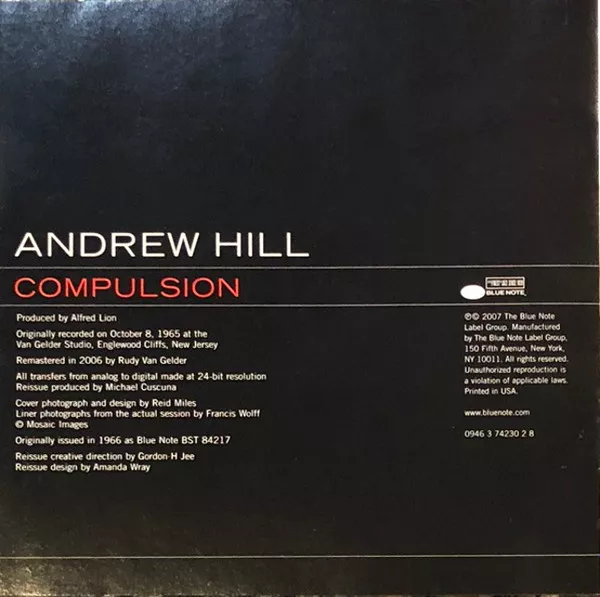 ANDREW HILL
COMPULSION
Produced by Alfred Lion
Originally recorded on October 8, 1965 at the
Van Gelder Studio, Englewood Cliffs, New Jersey
Remastered in 2006 by Rudy Van Gelder
All transfers from analog to digital made at 24-bit resolution
Reissue produced by Michael Cuscuna
Cover photograph and design by Reid Miles
Liner photographs from the actual session by Francis Wolff
© Mosaic Images
Originally issued in 1966 as Blue Note BST 84217
Reissue creative direction by Gordon H Jee
Reissue design by Amanda Wray
BLUE NOTE
℗© 2007 The Blue Note
Label Group. Manufactured
by The Blue Note Label Group,
150 Fifth Avenue, New York,
NY 10011. All rights reserved.
Unauthorized reproduction is
a violation of applicable laws.
Printed in USA.
www.bluenote.com
0946 3 74230 2 8